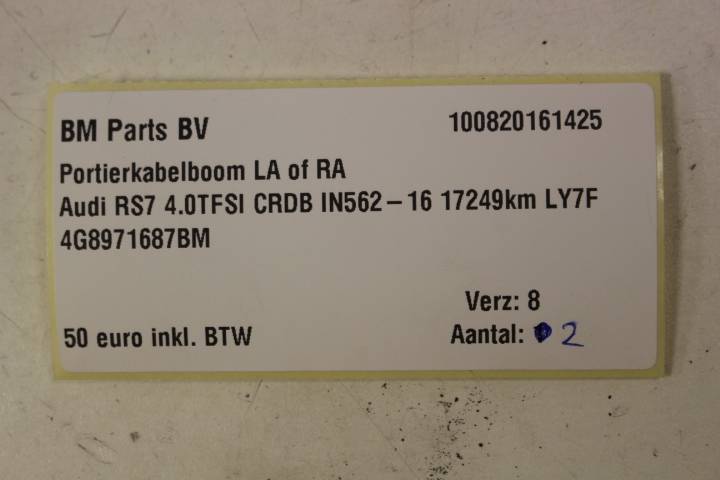 BM Parts BV 100820161425
Portierkabelboom LA of RA
Audi RS7 4.0TFSI CRDB IN562-16 17249km LY7F
4G8971687BM
Verz: 8
50 euro inkl. BTW Aantal: 2